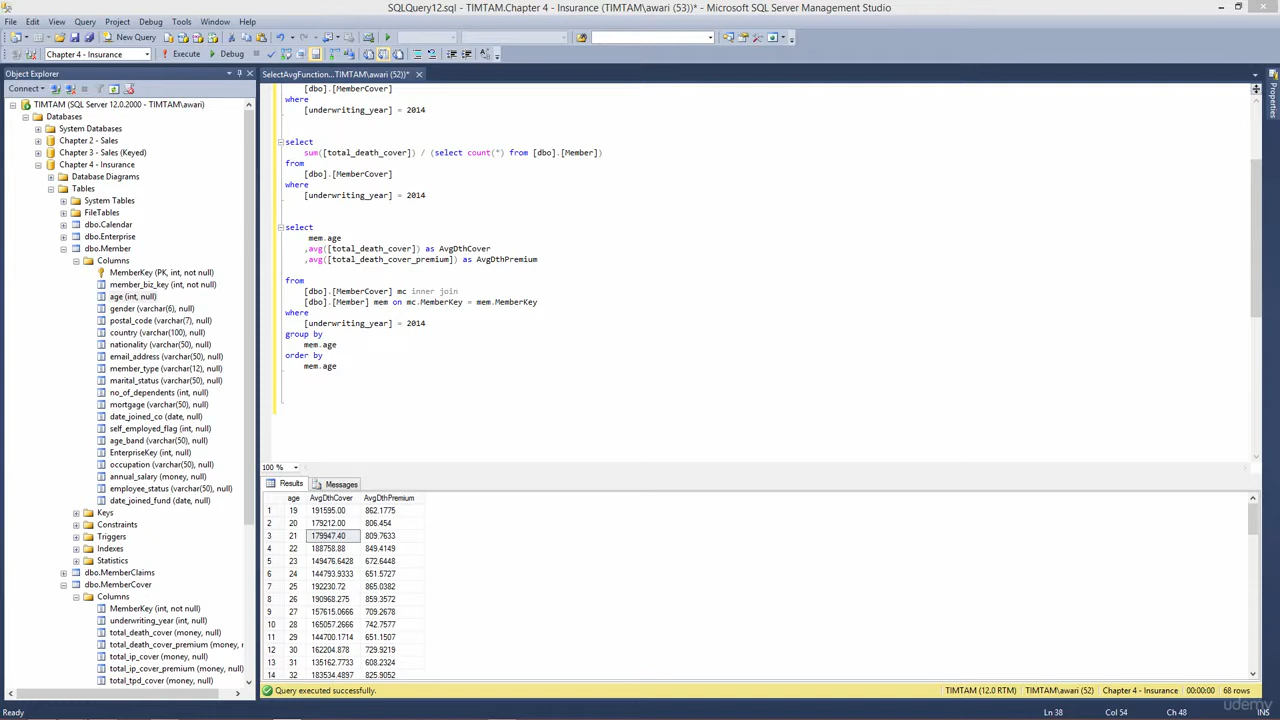 SQLQuery12.sql - TIMTAM.Chapter 4 - Insurance (TIMTAM\awari (53))* - Microsoft SQL Server Management Studio
File Edit View Query Project Debug Tools Window Help
New Query
Chapter 4 - Insurance Execute Debug
Object Explorer
Connect
TIMTAM (SQL Server 12.0.2000 - TIMTAM\awari)
Databases
System Databases
Chapter 2 - Sales
Chapter 3 - Sales (Keyed)
Chapter 4 - Insurance
Database Diagrams
Tables
System Tables
FileTables
dbo.Calendar
dbo.Enterprise
dbo.Member
Columns
MemberKey (PK, int, not null)
member_biz_key (int, not null)
age (int, null)
gender (varchar(6), null)
postal_code (varchar(7), null)
country (varchar(100), null)
nationality (varchar(50), null)
email_address (varchar(50), null)
member_type (varchar(12), null)
marital_status (varchar(50), null)
no_of_dependents (int, null)
mortgage (varchar(50), null)
date_joined_co (date, null)
self_employed_flag (int, null)
age_band (varchar(50), null)
EnterpriseKey (int, null)
occupation (varchar(50), null)
annual_salary (money, null)
employee_status (varchar(50), null)
date_joined_fund (date, null)
Keys
Constraints
Triggers
Indexes
Statistics
dbo.MemberClaims
dbo.MemberCover
Columns
MemberKey (int, not null)
underwriting_year (int, null)
total_death_cover (money, null)
total_death_cover_premium (money,
total_ip_cover (money, null)
total_ip_cover_premium (money, null)
total_tpd_cover (money, null)
SelectAvgFunction...TIMTAM\awari (52))*
[dbo].[MemberCover]
where
[underwriting_year] = 2014
select
sum([total_death_cover]) / (select count(*) from [dbo].[Member])
from
[dbo].[MemberCover]
where
[underwriting_year] = 2014
select
mem.age
,avg([total_death_cover]) as AvgDthCover
,avg([total_death_cover_premium]) as AvgDthPremium
from
[dbo].[MemberCover] mc inner join
[dbo].[Member] mem on mc.MemberKey = mem.MemberKey
where
[underwriting_year] = 2014
group by
mem.age
order by
mem.age
100 %
Results Messages
age AvgDthCover AvgDthPremium
1 19 191595.00 862.1775
2 20 179212.00 806.454
3 21 179947.40 809.7633
4 22 188758.88 849.4149
5 23 149476.6428 672.6448
6 24 144793.9333 651.5727
7 25 192230.72 865.0382
8 26 190968.275 859.3572
9 27 157615.0666 709.2678
10 28 165057.2666 742.7577
11 29 144700.1714 651.1507
12 30 162204.878 729.9219
13 31 135162.7733 608.2324
14 32 183534.4897 825.9052
Query executed successfully. TIMTAM (12.0 RTM) TIMTAM\awari (52) Chapter 4 - Insurance 00:00:00 68 rows
Ln 38 Col 54 Ch 48 INS
Properties
udemy